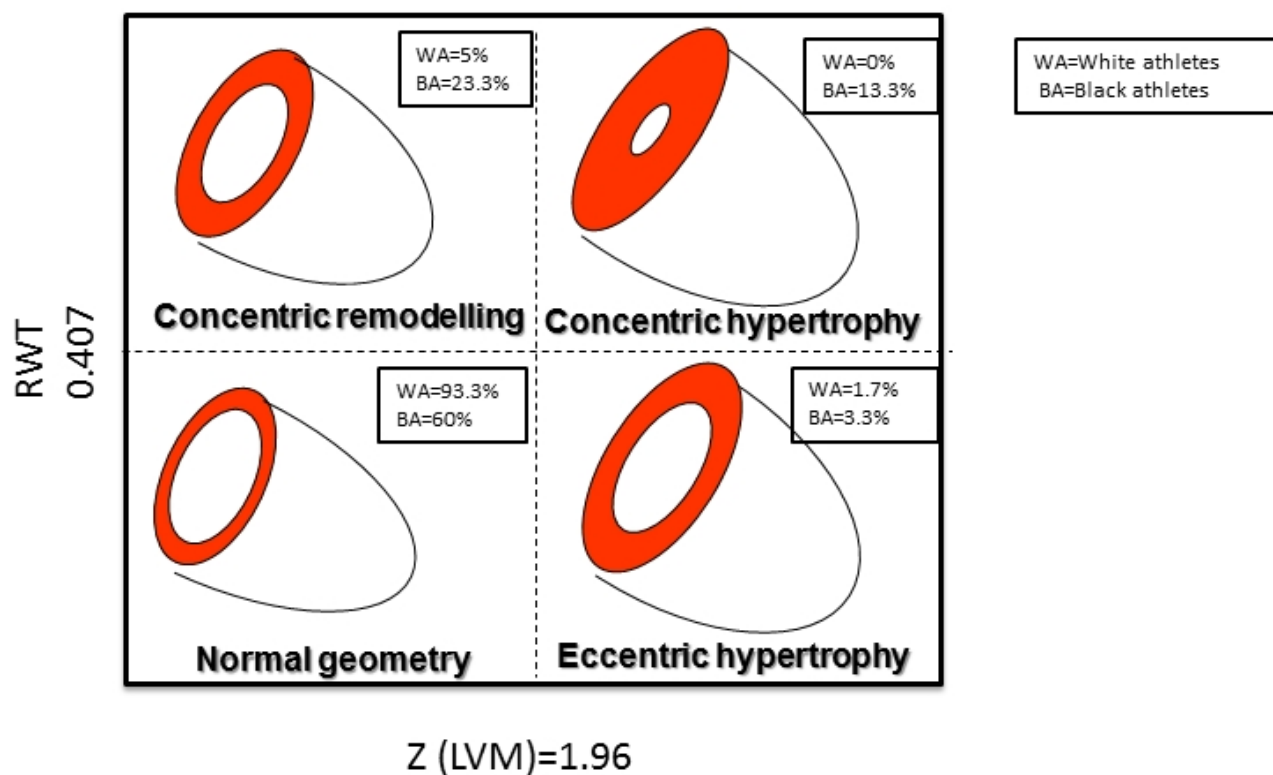 WA=5%
BA=23.3%
WA=0%
BA=13.3%
WA=White athletes
BA=Black athletes
Concentric remodelling
Concentric hypertrophy
RWT
0.407
WA=93.3%
BA=60%
WA=1.7%
BA=3.3%
Normal geometry
Eccentric hypertrophy
Z (LVM)=1.96